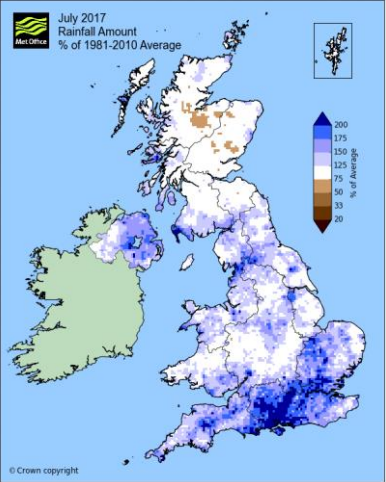 Met Office
July 2017
Rainfall Amount
% of 1981-2010 Average
200
175
150
125
75
50
33
20
% of Average
© Crown copyright